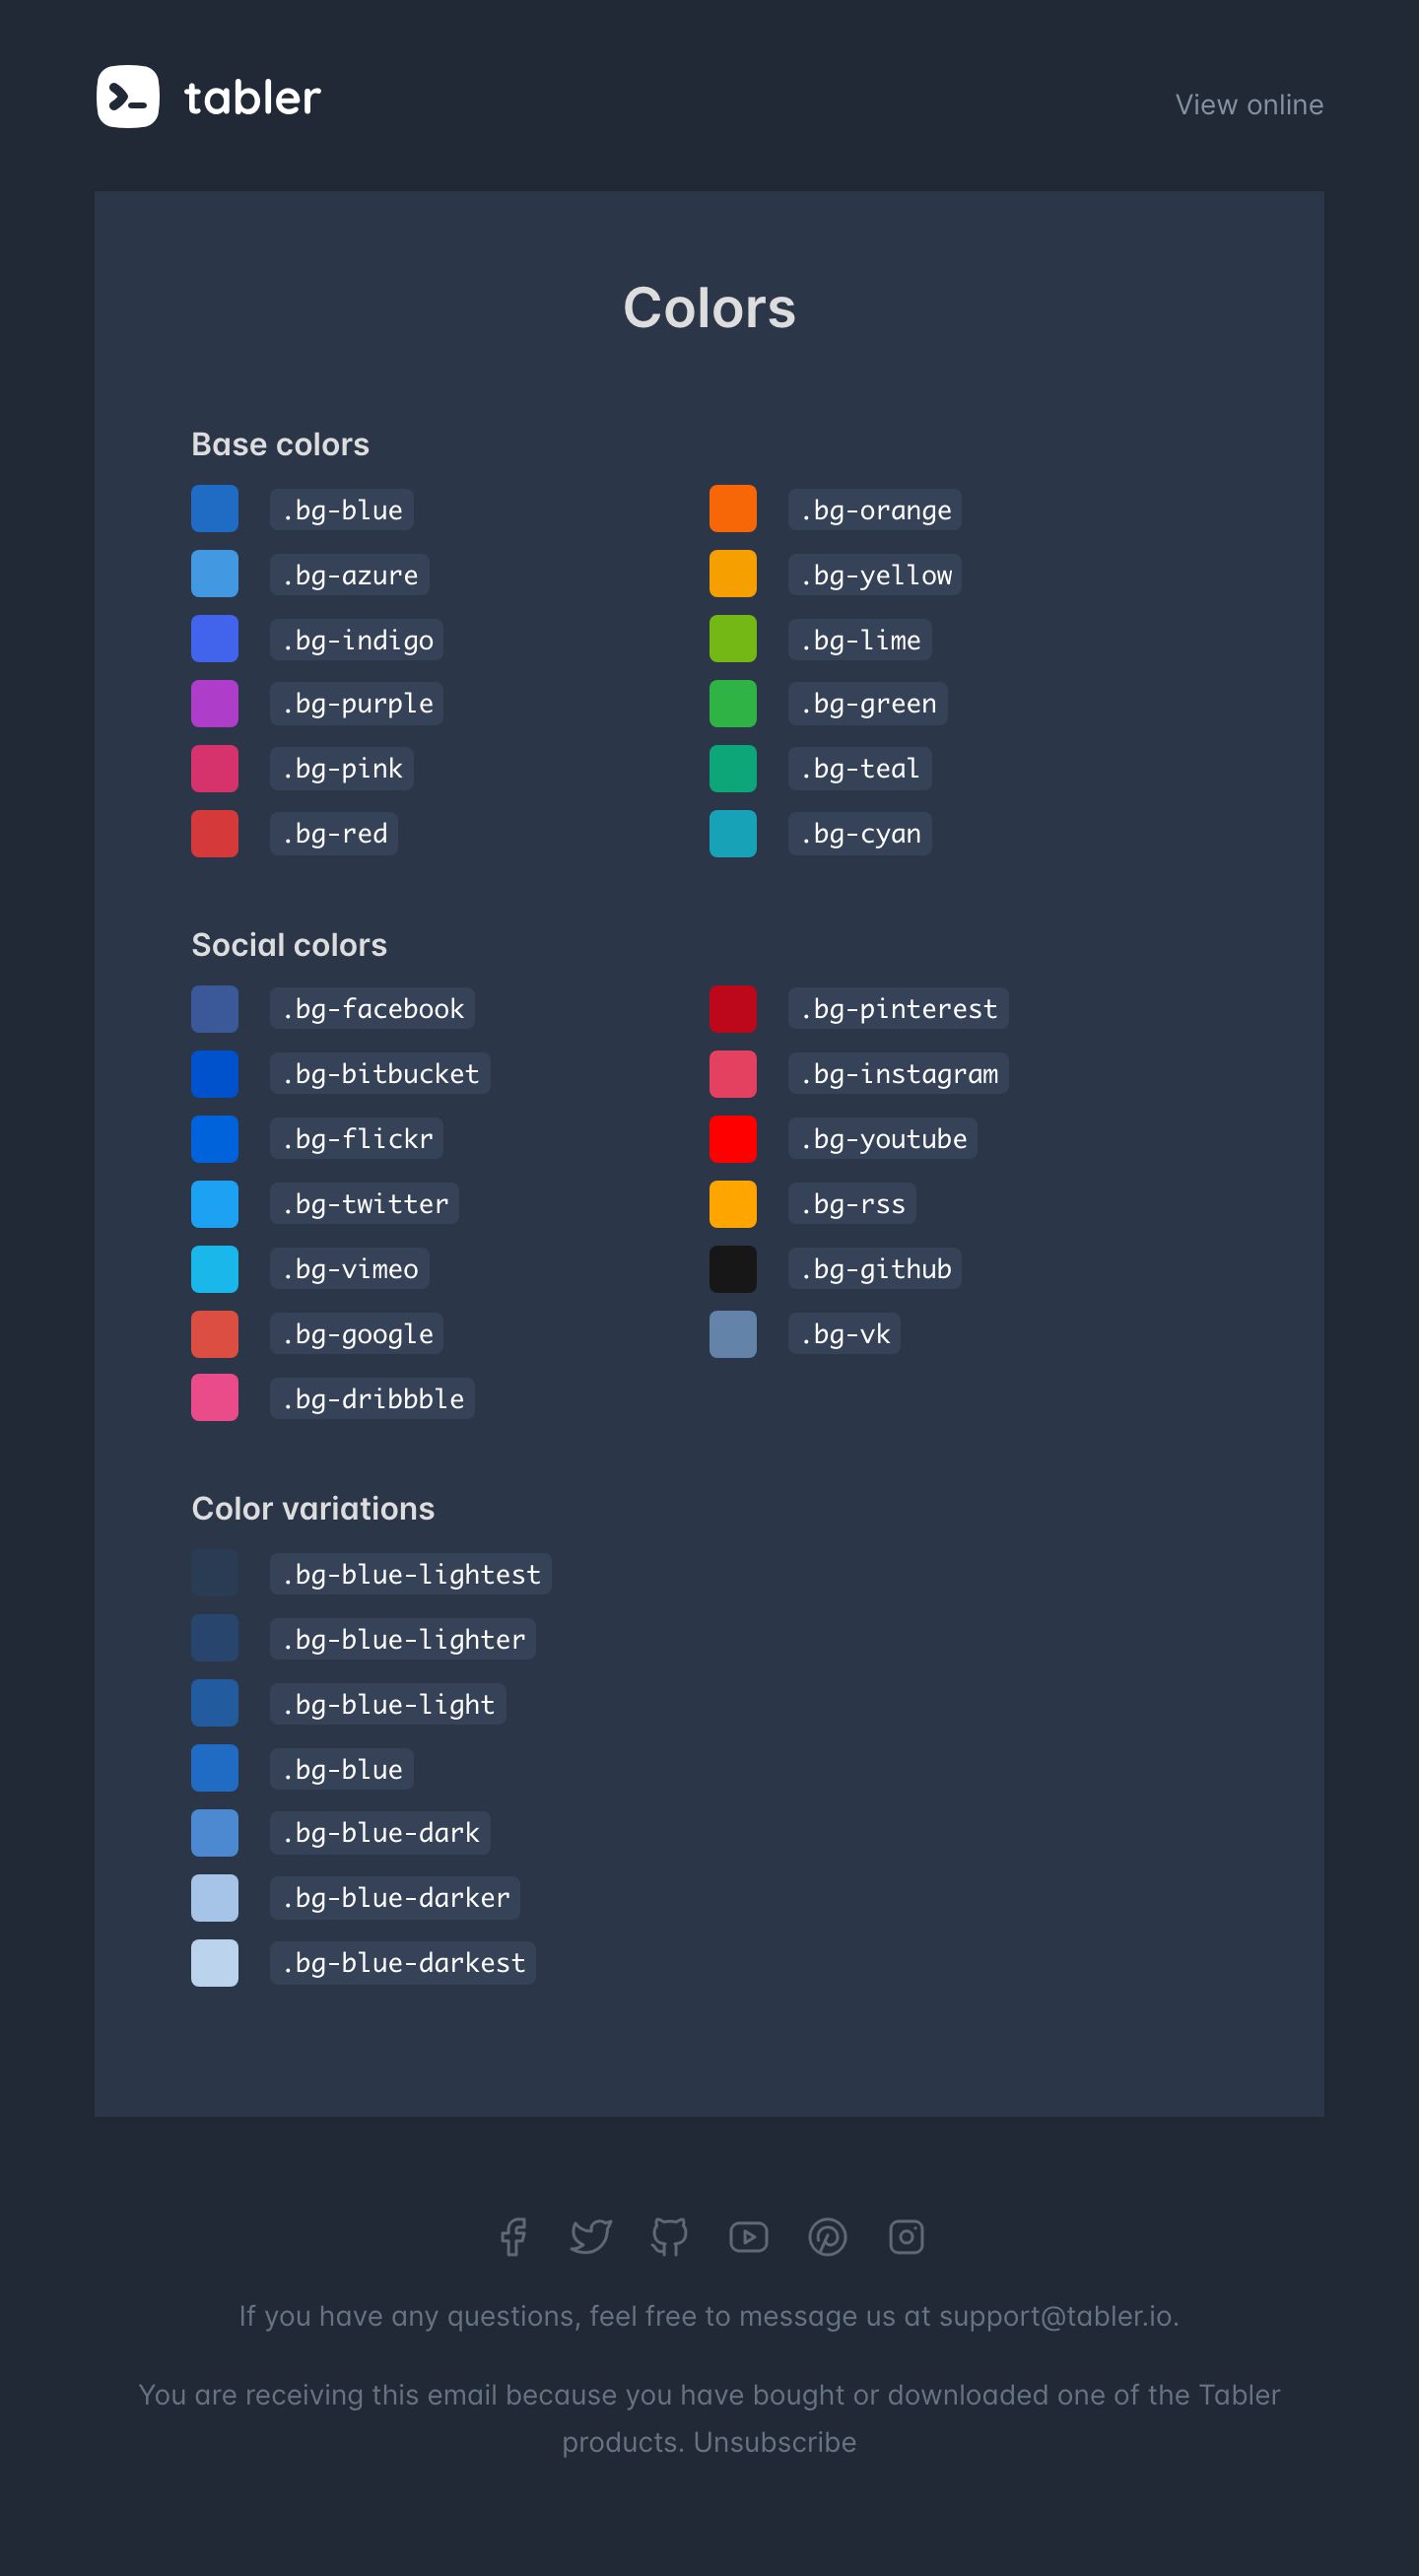 tabler
View online
Colors
Base colors
.bg-blue
.bg-azure
.bg-indigo
.bg-purple
.bg-pink
.bg-red
.bg-orange
.bg-yellow
.bg-lime
.bg-green
.bg-teal
.bg-cyan
Social colors
.bg-facebook
.bg-bitbucket
.bg-flickr
.bg-twitter
.bg-vimeo
.bg-google
.bg-dribbble
.bg-pinterest
.bg-instagram
.bg-youtube
.bg-rss
.bg-github
.bg-vk
Color variations
.bg-blue-lightest
.bg-blue-lighter
.bg-blue-light
.bg-blue
.bg-blue-dark
.bg-blue-darker
.bg-blue-darkest
If you have any questions, feel free to message us at support@tabler.io.
You are receiving this email because you have bought or downloaded one of the Tabler
products. Unsubscribe